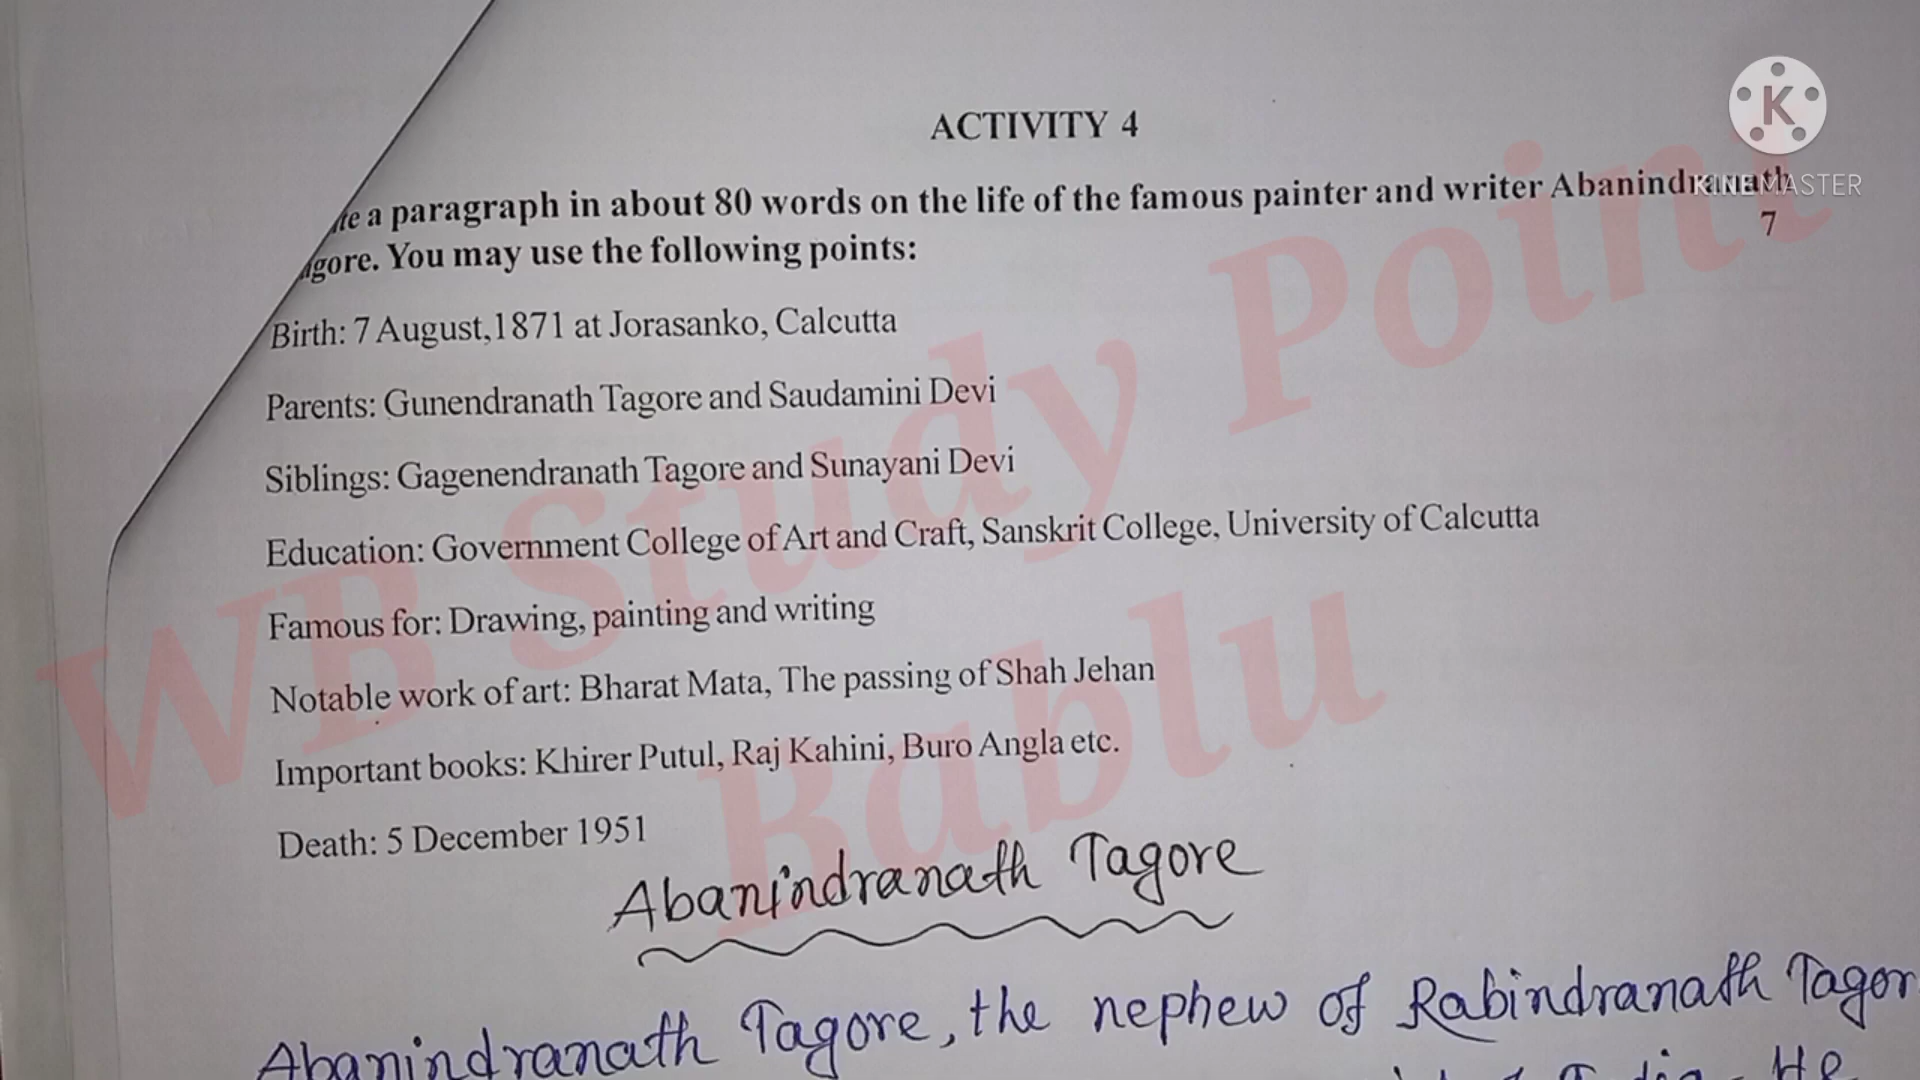 ACTIVITY 4
a paragraph in about 80 words on the life of the famous painter and writer Abanindranath
KINEMASTER
gore. You may use the following points:
7
Birth: 7 August,1871 at Jorasanko, Calcutta
Parents: Gunendranath Tagore and Saudamini Devi
Siblings: Gagenendranath Tagore and Sunayani Devi
Education: Government College of Art and Craft, Sanskrit College, University of Calcutta
Famous for: Drawing, painting and writing
Notable work of art: Bharat Mata, The passing of Shah Jehan
Important books: Khirer Putul, Raj Kahini, Buro Angla etc.
Death: 5 December 1951
WB Study Point
Bablu
Abanindranath Tagore
Abanindranath Tagore, the nephew of Rabindranath Tagor
He